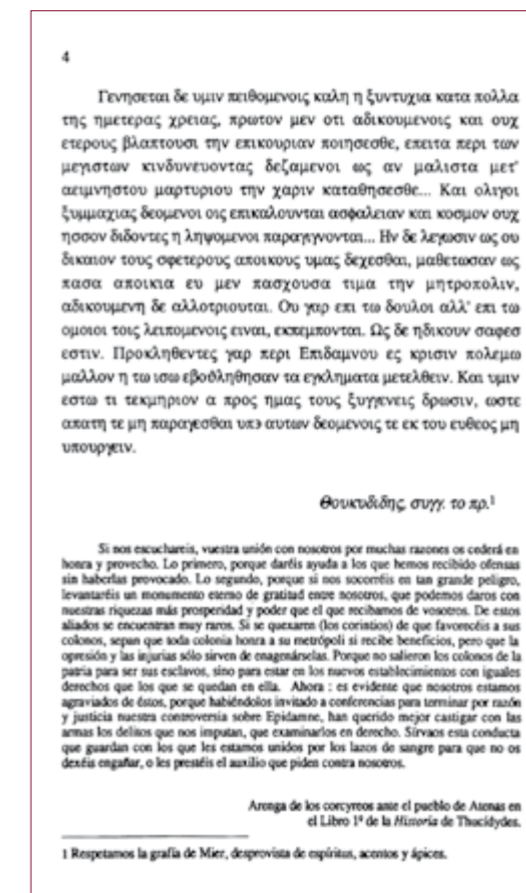 4
Γενησεται δε υμιν πειθομενοις καλη η ξυντυχια κατα πολλα
της ημετερας χρειας, πρωτον μεν οτι αδικουμενοις και ουχ
ετερους βλαπτουσι την επικουριαν ποιησεσθε, επειτα περι των
μεγιστων κινδυνευοντας δεζαμενοι ως αν μαλιστα μετ'
αειμνηστου μαρτυριου την χαριν καταθησεσθε... Και ολιγοι
ξυμμαχιας δεομενοι οις επικαλουνται ασφαλειαν και κοσμον ουχ
ησσον διδοντες η ληψομενοι παραγιγνονται... Ην δε λεγωσιν ως ου
δικαιον τους σφετερους αποικους υμας δεχεσθαι, μαθετωσαν ως
πασα αποικια ευ μεν πασχουσα τιμα την μητροπολιν,
αδικουμενη δε αλλοτριουται. Ου γαρ επι τω δουλοι αλλ' επι τω
ομοιοι τοις λειπομενοις ειναι, εκπεμπονται. Ως δε ηδικουν σαφεσ
εστιν. Προκληθεντες γαρ περι Επιδαμνου ες κρισιν πολεμω
μαλλον η τω ισω εβοδληθησαν τα εγκληματα μετελθειν. Και υμιν
εστω τι τεκμηριον α προς ημας τους ξυγγενεις δρωσιν, ωστε
απατη τε μη παραγεσθαι υπэ αυτων δεομενοις τε εκ του ευθεος μη
υπουργειν.
Θουκυδιδης, συγγ. το πρ.1
Si nos escuchareis, vuestra unión con nosotros por muchas razones os cederá en
honra y provecho. Lo primero, porque daréis ayuda a los que hemos recibido ofensas
sin haberlas provocado. Lo segundo, porque si nos socorréis en tan grande peligro,
levantaréis un monumento eterno de gratitud entre nosotros, que podemos daros con
nuestras riquezas más prosperidad y poder que el que recibamos de vosotros. De estos
aliados se encuentran muy raros. Si se quexaren (los corintios) de que favorecéis a sus
colonos, sepan que toda colonia honra a su metrópoli si recibe beneficios, pero que la
opresión y las injurias sólo sirven de enagenárselas. Porque no salieron los colonos de la
patria para ser sus esclavos, sino para estar en los nuevos establecimientos con iguales
derechos que los que se quedan en ella. Ahora : es evidente que nosotros estamos
agraviados de éstos, porque habiéndolos invitado a conferencias para terminar por razón
y justicia nuestra controversia sobre Epidamne, han querido mejor castigar con las
armas los delitos que nos imputan, que examinarlos en derecho. Sírvaos esta conducta
que guardan con los que les estamos unidos por los lazos de sangre para que no os
dexéis engañar, o les prestéis el auxilio que piden contra nosotros.
Arenga de los corcyreos ante el pueblo de Atenas en
el Libro 1º de la Historia de Thucídydes.
1 Respetamos la grafía de Mier, desprovista de espíritus, acentos y ápices.